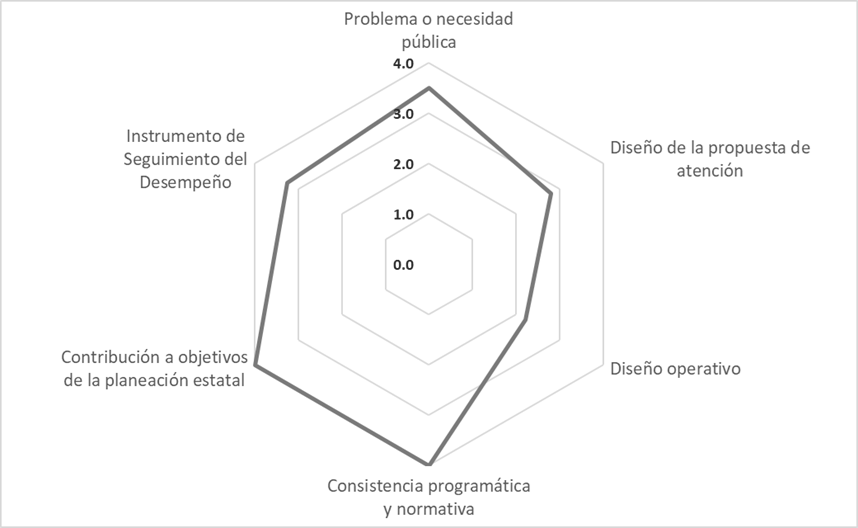 Problema o necesidad
pública
4.0
3.0
2.0
1.0
0.0
Diseño de la propuesta de
atención
Diseño operativo
Consistencia programática
y normativa
Contribución a objetivos
de la planeación estatal
Instrumento de
Seguimiento del
Desempeño